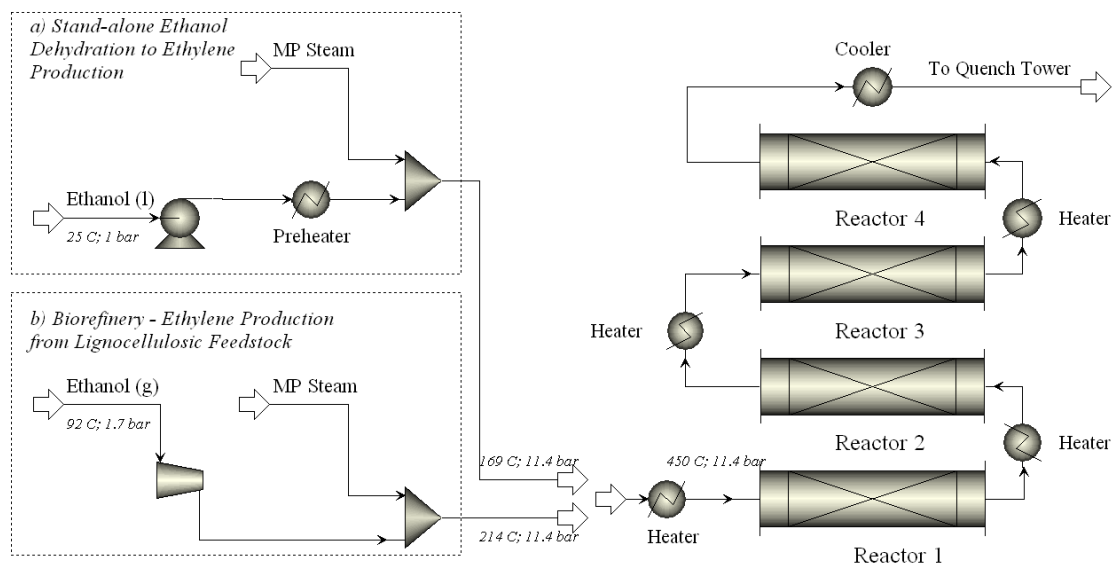 a) Stand-alone Ethanol
Dehydration to Ethylene
Production
MP Steam
Ethanol (l)
25 C; 1 bar
Preheater
b) Biorefinery - Ethylene Production
from Lignocellulosic Feedstock
Ethanol (g)
92 C; 1.7 bar
MP Steam
169 C; 11.4 bar
214 C; 11.4 bar
Cooler
To Quench Tower
Reactor 4
Heater
Heater
Reactor 3
Reactor 2
Heater
450 C; 11.4 bar
Heater
Reactor 1